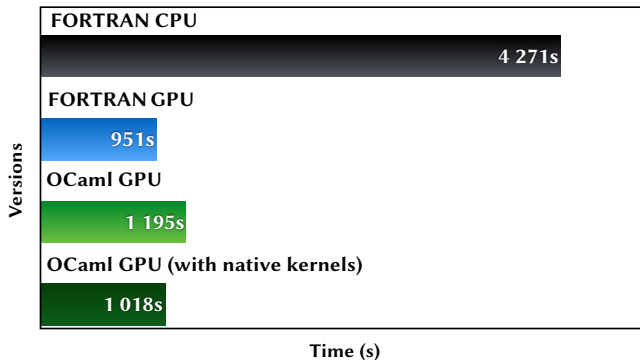 FORTRAN CPU
4 271s
FORTRAN GPU
951s
OCaml GPU
1 195s
OCaml GPU (with native kernels)
1 018s
Versions
Time (s)